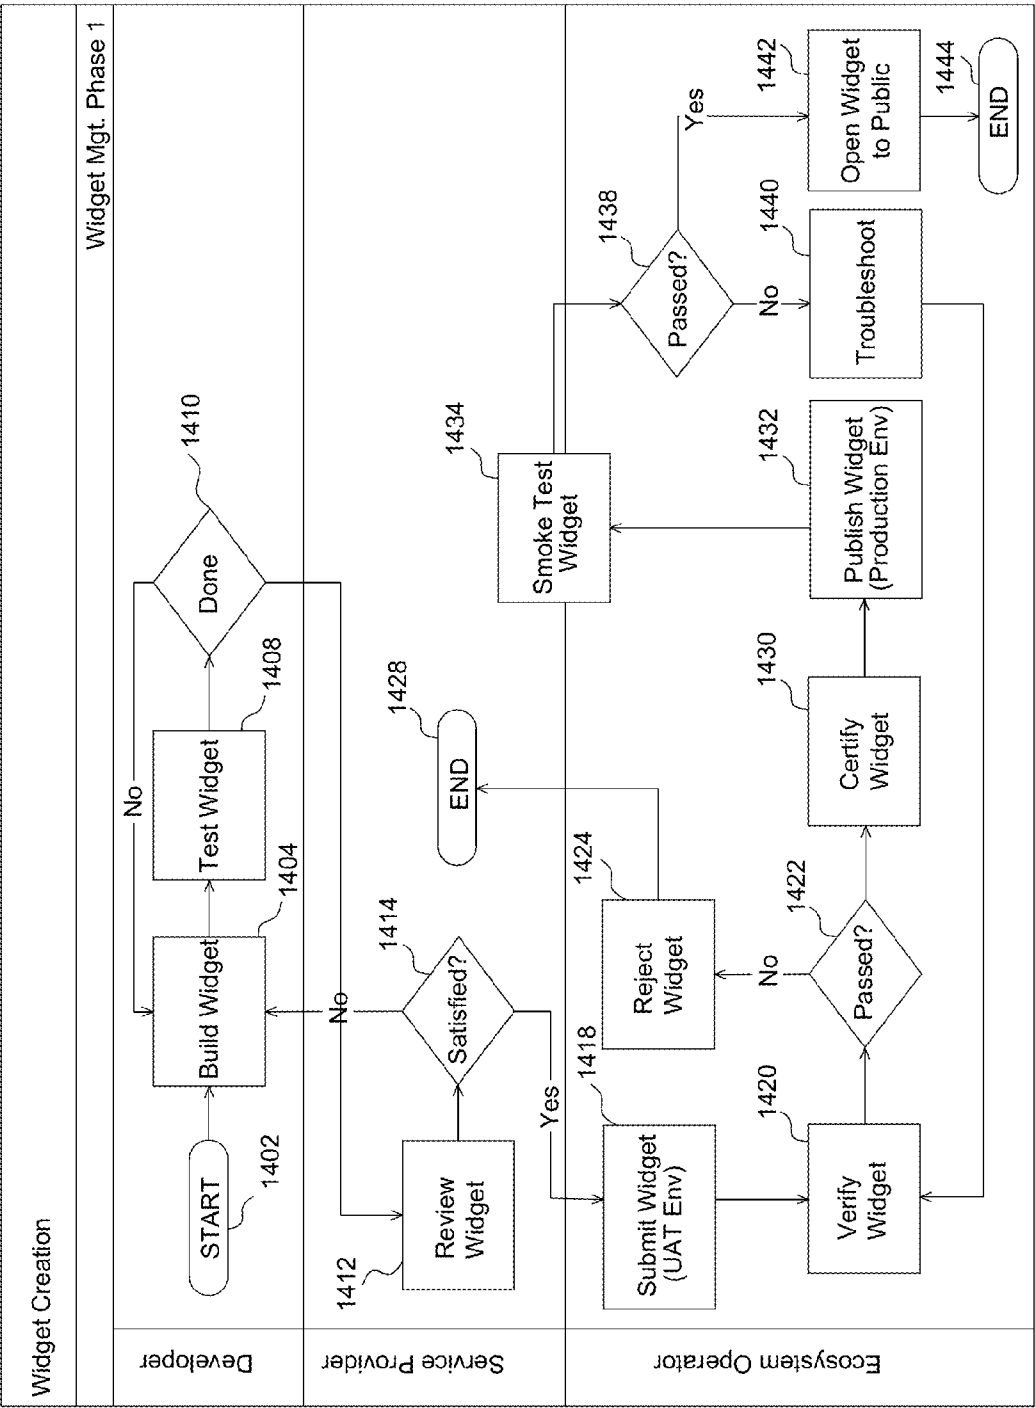 Widget Creation
Widget Mgt. Phase 1
Developer
START
1402
Build Widget
1404
Test Widget
1408
Done
1410
No
Service Provider
Review
Widget
1412
Satisfied?
1414
No
Yes
END
1428
Smoke Test
Widget
1434
Ecosystem Operator
Submit Widget
(UAT Env)
1418
Verify
Widget
1420
Passed?
1422
No
Reject
Widget
1424
Certify
Widget
1430
Publish Widget
(Production Env)
1432
Passed?
1438
No
Yes
Troubleshoot
1440
Open Widget
to Public
1442
END
1444